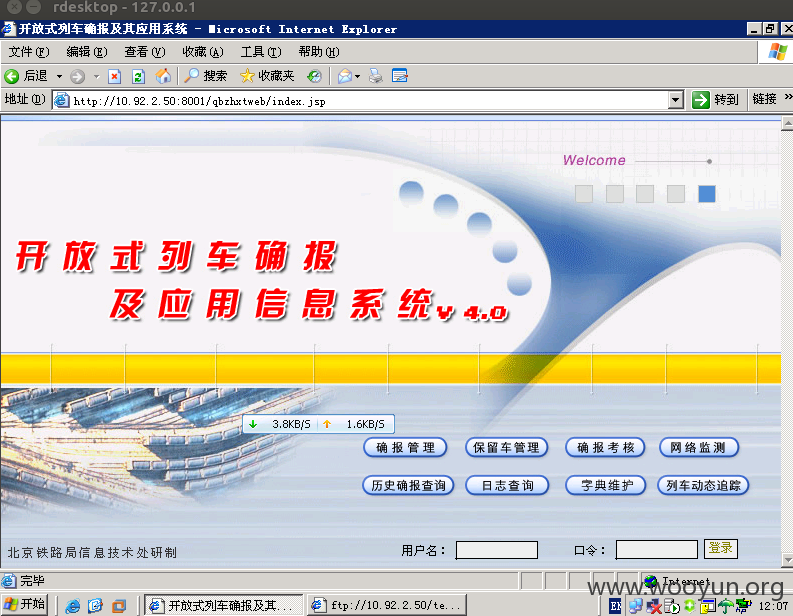 rdesktop - 127.0.0.1
开放式列车确报及其应用系统 - Microsoft Internet Explorer
文件(F) 编辑(E) 查看(V) 收藏(A) 工具(T) 帮助(H)
后退 搜索 收藏夹
地址(D) http://10.92.2.50:8001/qbzhxtweb/index.jsp 转到 链接 »
Welcome
开放式列车确报
及应用信息系统 V 4.0
3.8KB/S 1.6KB/S
确报管理 保留车管理 确报考核 网络监测
历史确报查询 日志查询 字典维护 列车动态追踪
北京铁路局信息技术处研制 用户名： 口令： 登录
完毕 Internet
www.wooyun.org
开始 开放式列车确报及其... ftp://10.92.2.50/te... EN 12:07